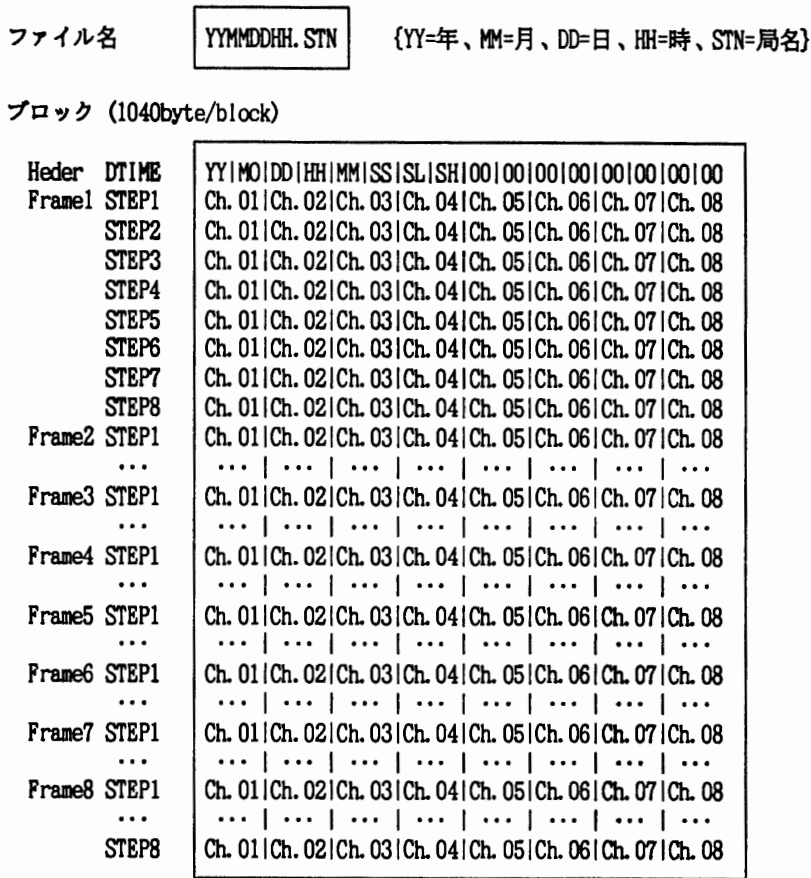 ファイル名 YYMMDDHH.STN {YY=年、MM=月、DD=日、HH=時、STN=局名}
ブロック (1040byte/block)
Heder DTIME YY|MO|DD|HH|MM|SS|SL|SH|00|00|00|00|00|00|00|00
Frame1 STEP1 Ch.01|Ch.02|Ch.03|Ch.04|Ch.05|Ch.06|Ch.07|Ch.08
STEP2 Ch.01|Ch.02|Ch.03|Ch.04|Ch.05|Ch.06|Ch.07|Ch.08
STEP3 Ch.01|Ch.02|Ch.03|Ch.04|Ch.05|Ch.06|Ch.07|Ch.08
STEP4 Ch.01|Ch.02|Ch.03|Ch.04|Ch.05|Ch.06|Ch.07|Ch.08
STEP5 Ch.01|Ch.02|Ch.03|Ch.04|Ch.05|Ch.06|Ch.07|Ch.08
STEP6 Ch.01|Ch.02|Ch.03|Ch.04|Ch.05|Ch.06|Ch.07|Ch.08
STEP7 Ch.01|Ch.02|Ch.03|Ch.04|Ch.05|Ch.06|Ch.07|Ch.08
STEP8 Ch.01|Ch.02|Ch.03|Ch.04|Ch.05|Ch.06|Ch.07|Ch.08
Frame2 STEP1 Ch.01|Ch.02|Ch.03|Ch.04|Ch.05|Ch.06|Ch.07|Ch.08
... ... | ... | ... | ... | ... | ... | ... | ...
Frame3 STEP1 Ch.01|Ch.02|Ch.03|Ch.04|Ch.05|Ch.06|Ch.07|Ch.08
... ... | ... | ... | ... | ... | ... | ... | ...
Frame4 STEP1 Ch.01|Ch.02|Ch.03|Ch.04|Ch.05|Ch.06|Ch.07|Ch.08
... ... | ... | ... | ... | ... | ... | ... | ...
Frame5 STEP1 Ch.01|Ch.02|Ch.03|Ch.04|Ch.05|Ch.06|Ch.07|Ch.08
... ... | ... | ... | ... | ... | ... | ... | ...
Frame6 STEP1 Ch.01|Ch.02|Ch.03|Ch.04|Ch.05|Ch.06|Ch.07|Ch.08
... ... | ... | ... | ... | ... | ... | ... | ...
Frame7 STEP1 Ch.01|Ch.02|Ch.03|Ch.04|Ch.05|Ch.06|Ch.07|Ch.08
... ... | ... | ... | ... | ... | ... | ... | ...
Frame8 STEP1 Ch.01|Ch.02|Ch.03|Ch.04|Ch.05|Ch.06|Ch.07|Ch.08
... ... | ... | ... | ... | ... | ... | ... | ...
STEP8 Ch.01|Ch.02|Ch.03|Ch.04|Ch.05|Ch.06|Ch.07|Ch.08